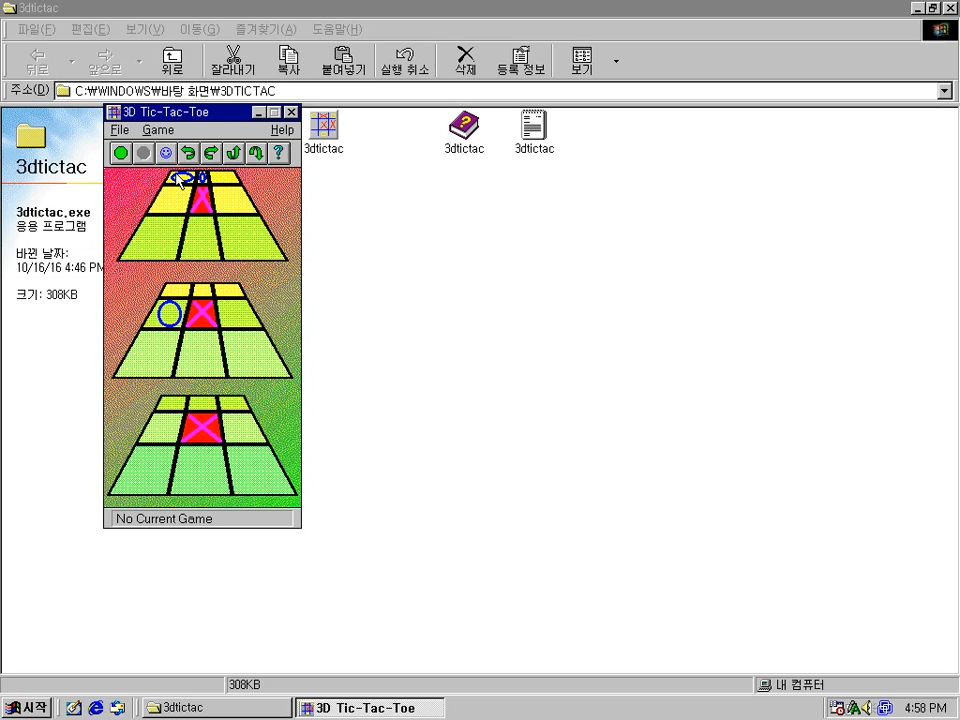 3dtictac
파일(F) 편집(E) 보기(V) 이동(G) 즐겨찾기(A) 도움말(H)
뒤로 앞으로 위로 잘라내기 복사 붙여넣기 실행 취소 삭제 등록 정보 보기
주소(D) C:₩WINDOWS₩바탕 화면₩3DTICTAC
3D Tic-Tac-Toe
File Game Help
3dtictac 3dtictac 3dtictac
3dtictac
3dtictac.exe
응용 프로그램
바뀐 날짜:
10/16/16 4:46 PM
크기: 308KB
No Current Game
308KB 내 컴퓨터
시작 3dtictac 3D Tic-Tac-Toe 4:58 PM